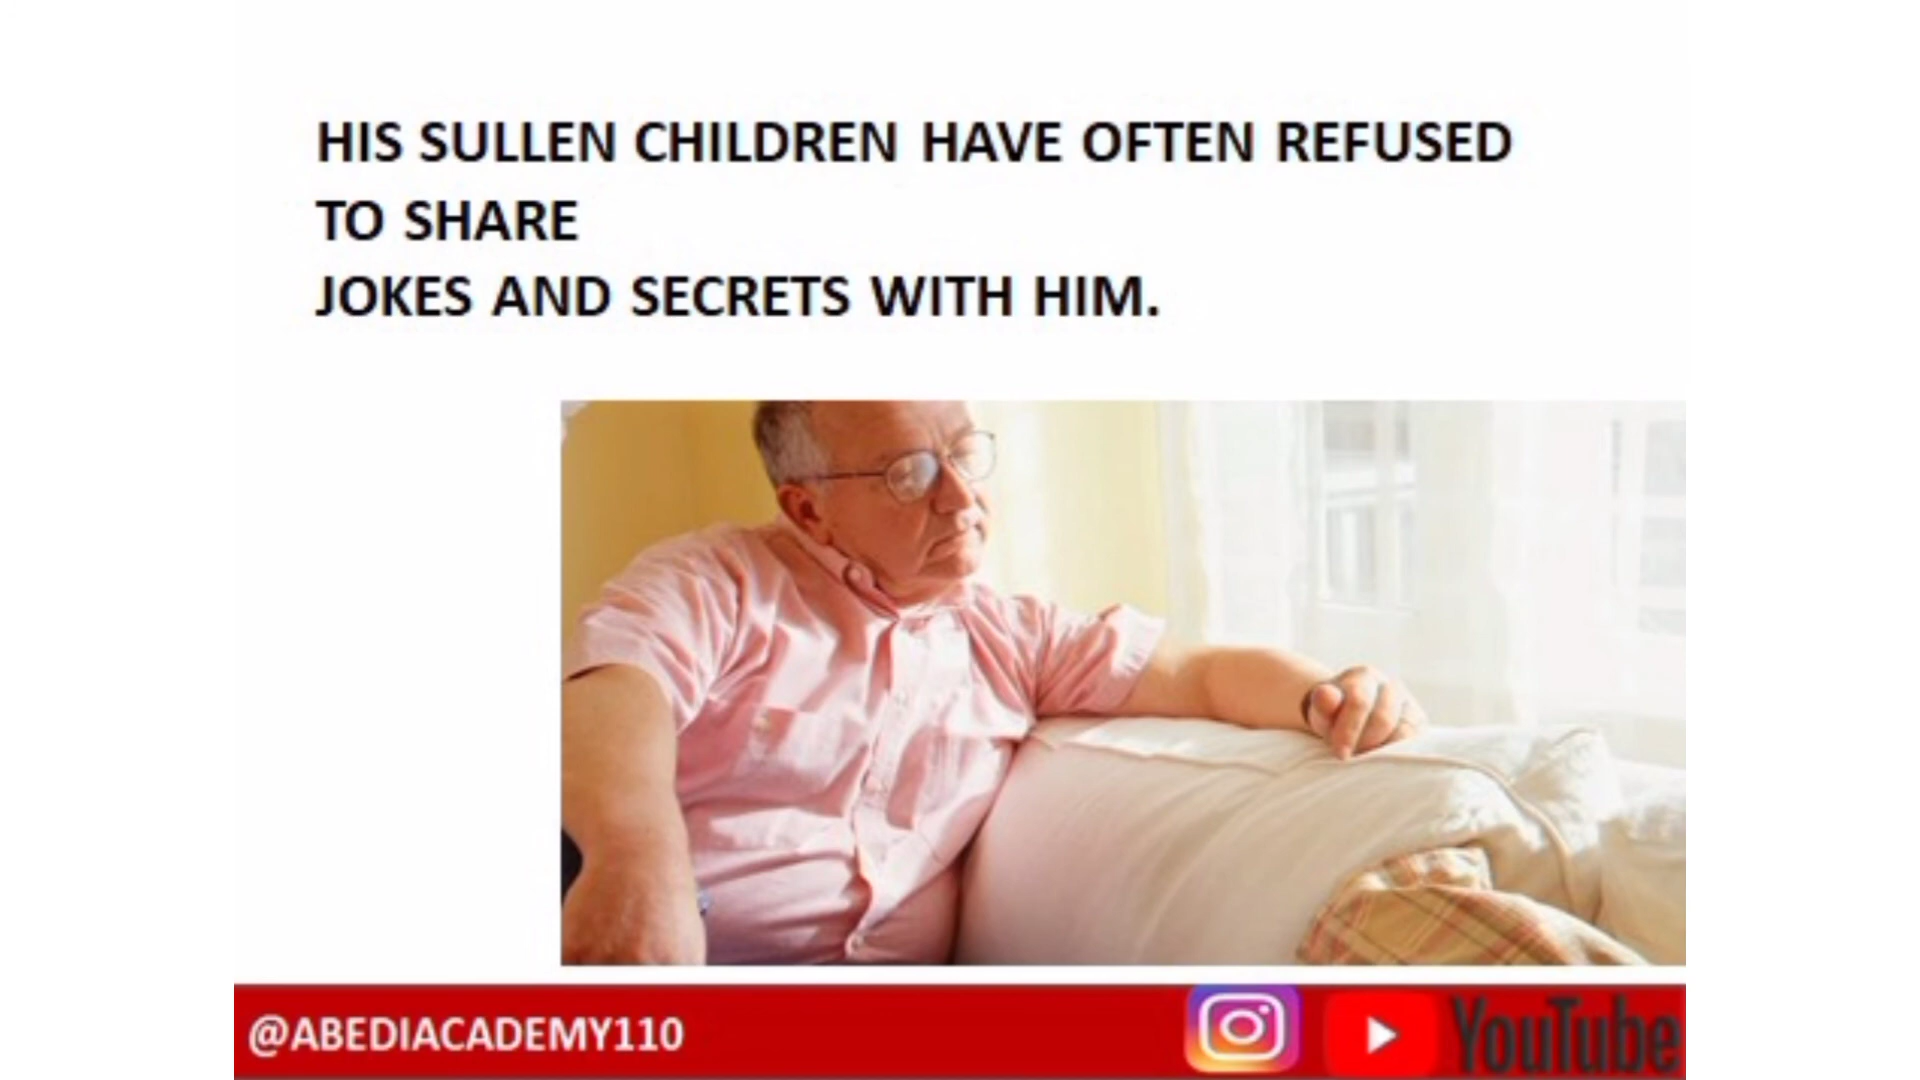 HIS SULLEN CHILDREN HAVE OFTEN REFUSED
TO SHARE
JOKES AND SECRETS WITH HIM.
@ABEDIACADEMY110
YouTube